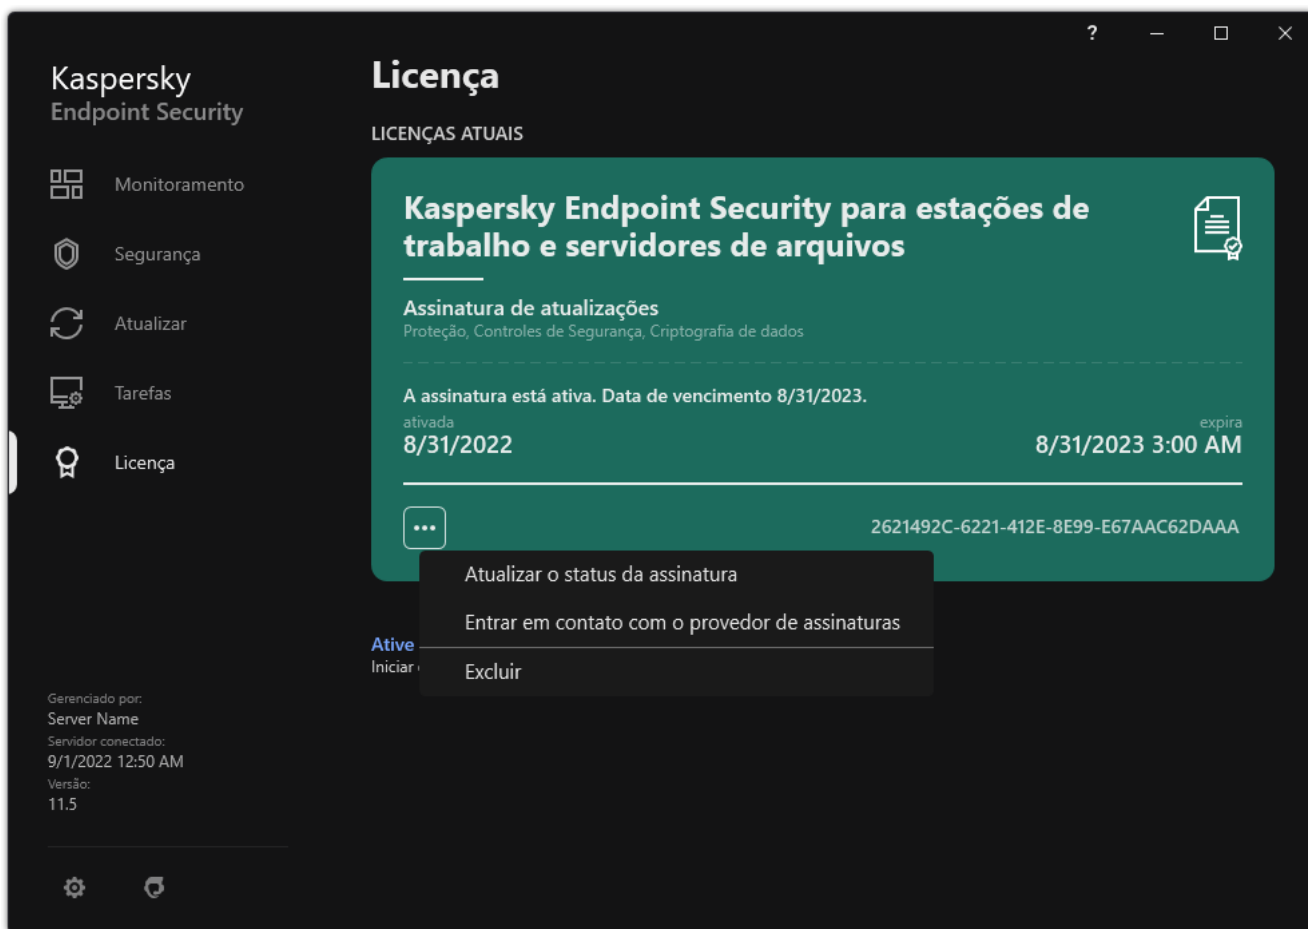 ?
Kaspersky
Endpoint Security
Monitoramento
Segurança
Atualizar
Tarefas
Licença
Gerenciado por:
Server Name
Servidor conectado:
9/1/2022 12:50 AM
Versão:
11.5
Licença
LICENÇAS ATUAIS
Kaspersky Endpoint Security para estações de
trabalho e servidores de arquivos
Assinatura de atualizações
Proteção, Controles de Segurança, Criptografia de dados
A assinatura está ativa. Data de vencimento 8/31/2023.
ativada expira
8/31/2022 8/31/2023 3:00 AM
2621492C-6221-412E-8E99-E67AAC62DAAA
Atualizar o status da assinatura
Entrar em contato com o provedor de assinaturas
Excluir
Ative
Iniciar